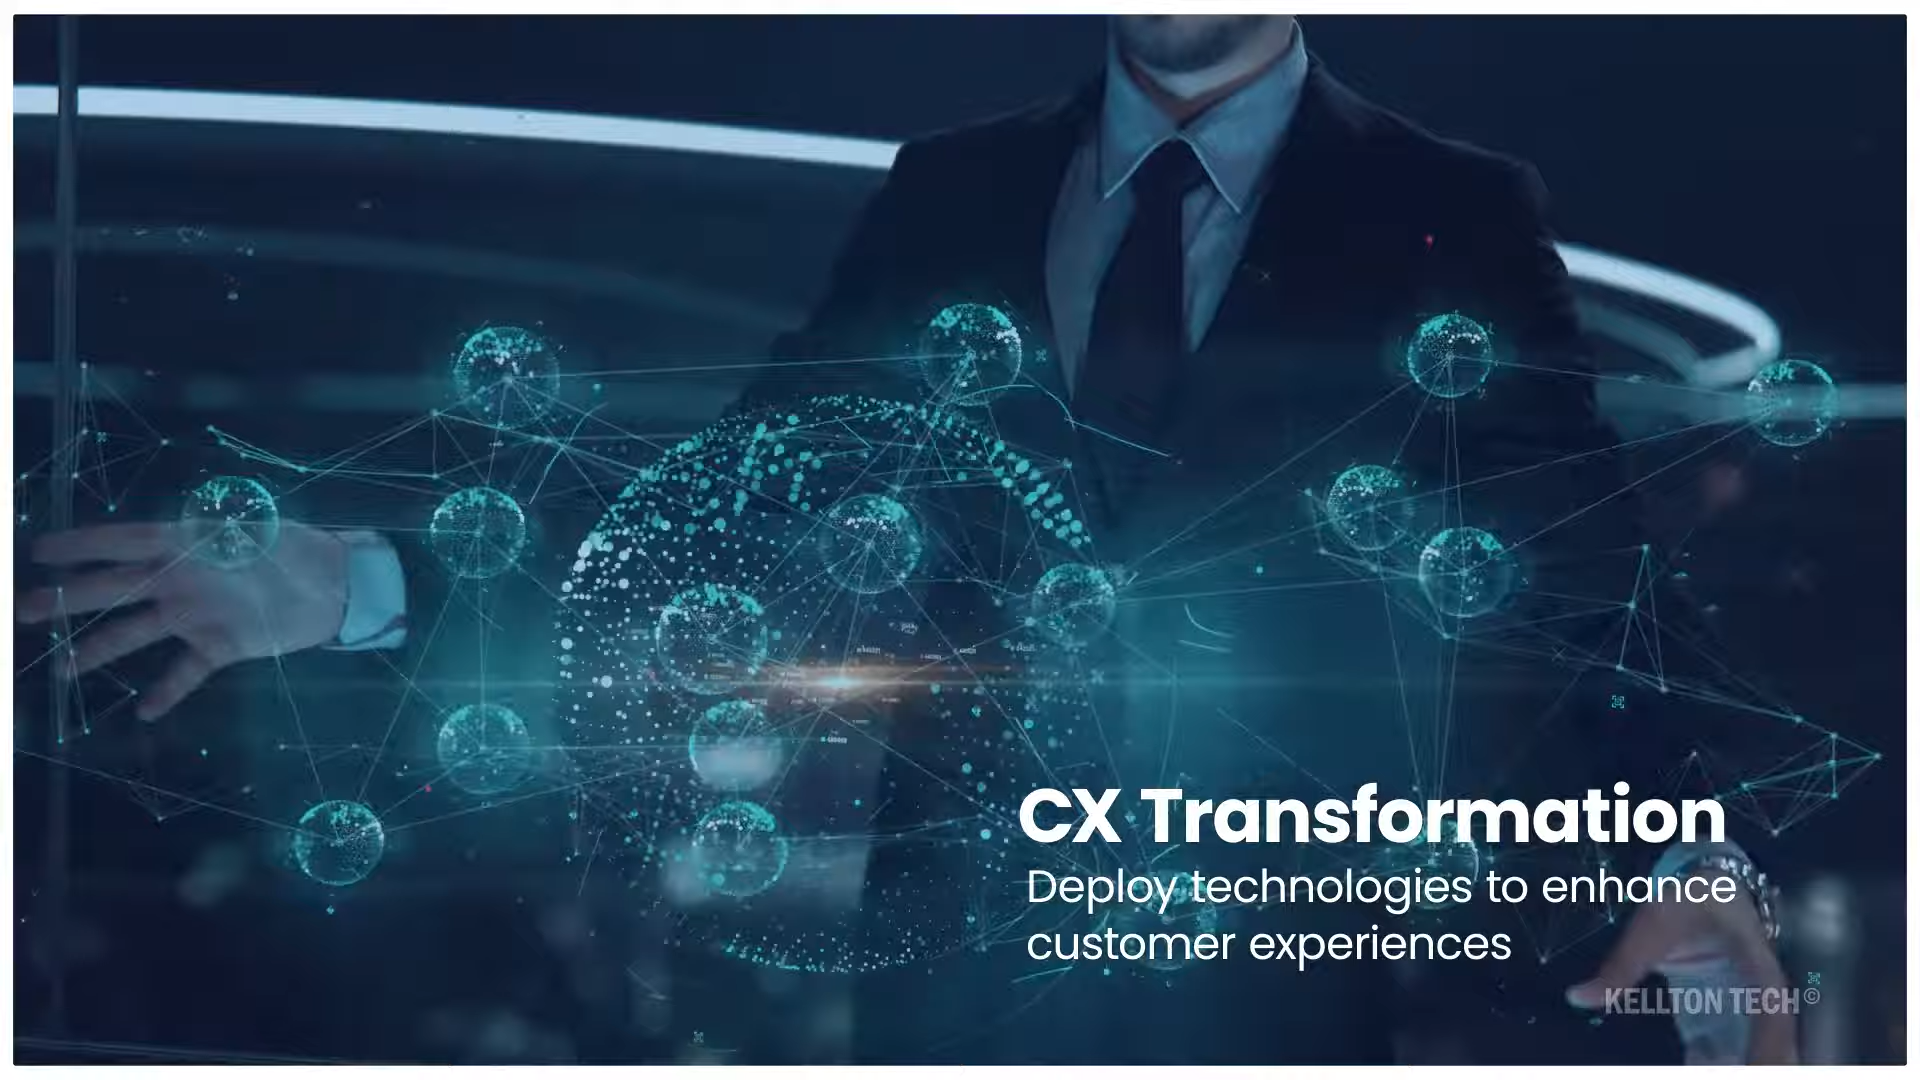 CX Transformation
Deploy technologies to enhance
customer experiences
KELLTON TECH©